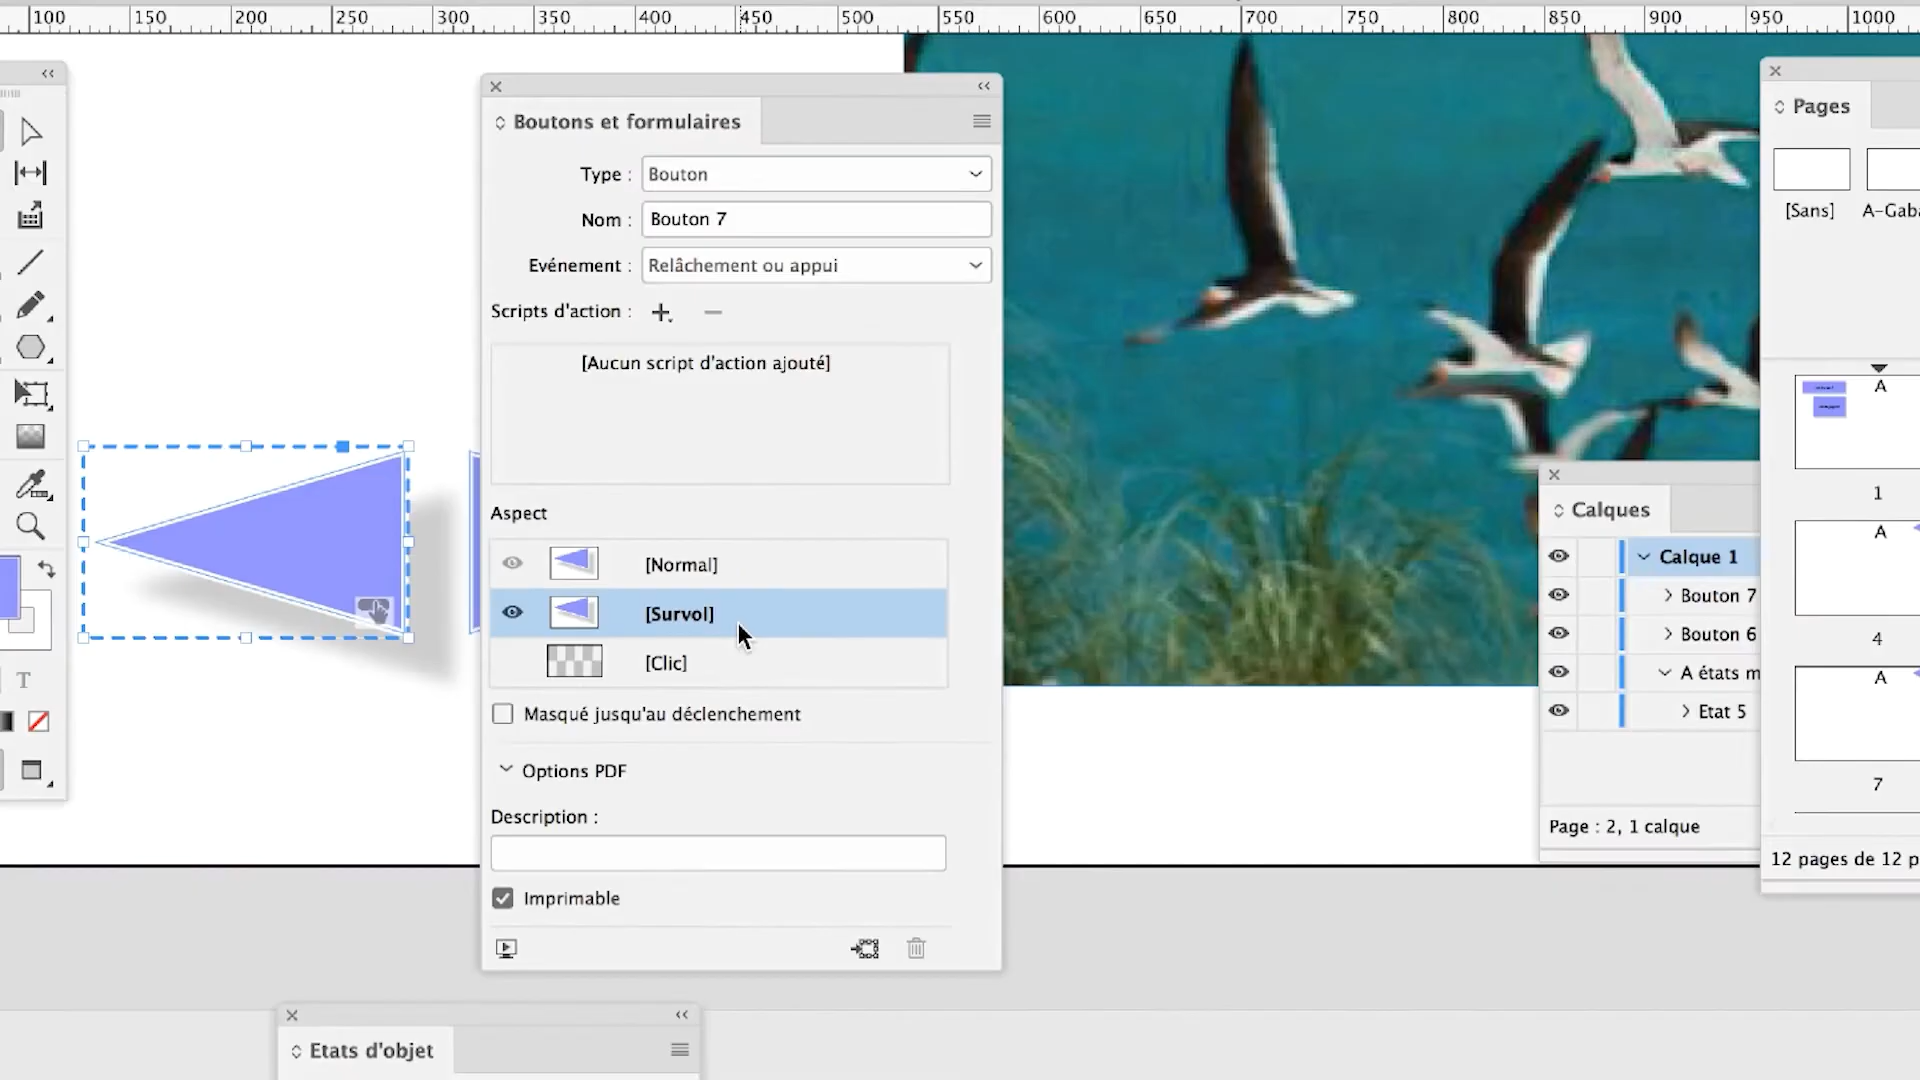 100 150 200 250 300 350 400 450 500 550 600 650 700 750 800 850 900 950 1000
Boutons et formulaires
Type : Bouton
Nom : Bouton 7
Evénement : Relâchement ou appui
Scripts d'action :
[Aucun script d'action ajouté]
Aspect
[Normal]
[Survol]
[Clic]
Masqué jusqu'au déclenchement
Options PDF
Description :
Imprimable
Etats d'objet
T
Calques
Calque 1
Bouton 7
Bouton 6
A états m
Etat 5
Page : 2, 1 calque
Pages
[Sans] A-Gaba
A
1
A
4
A
7
12 pages de 12 p